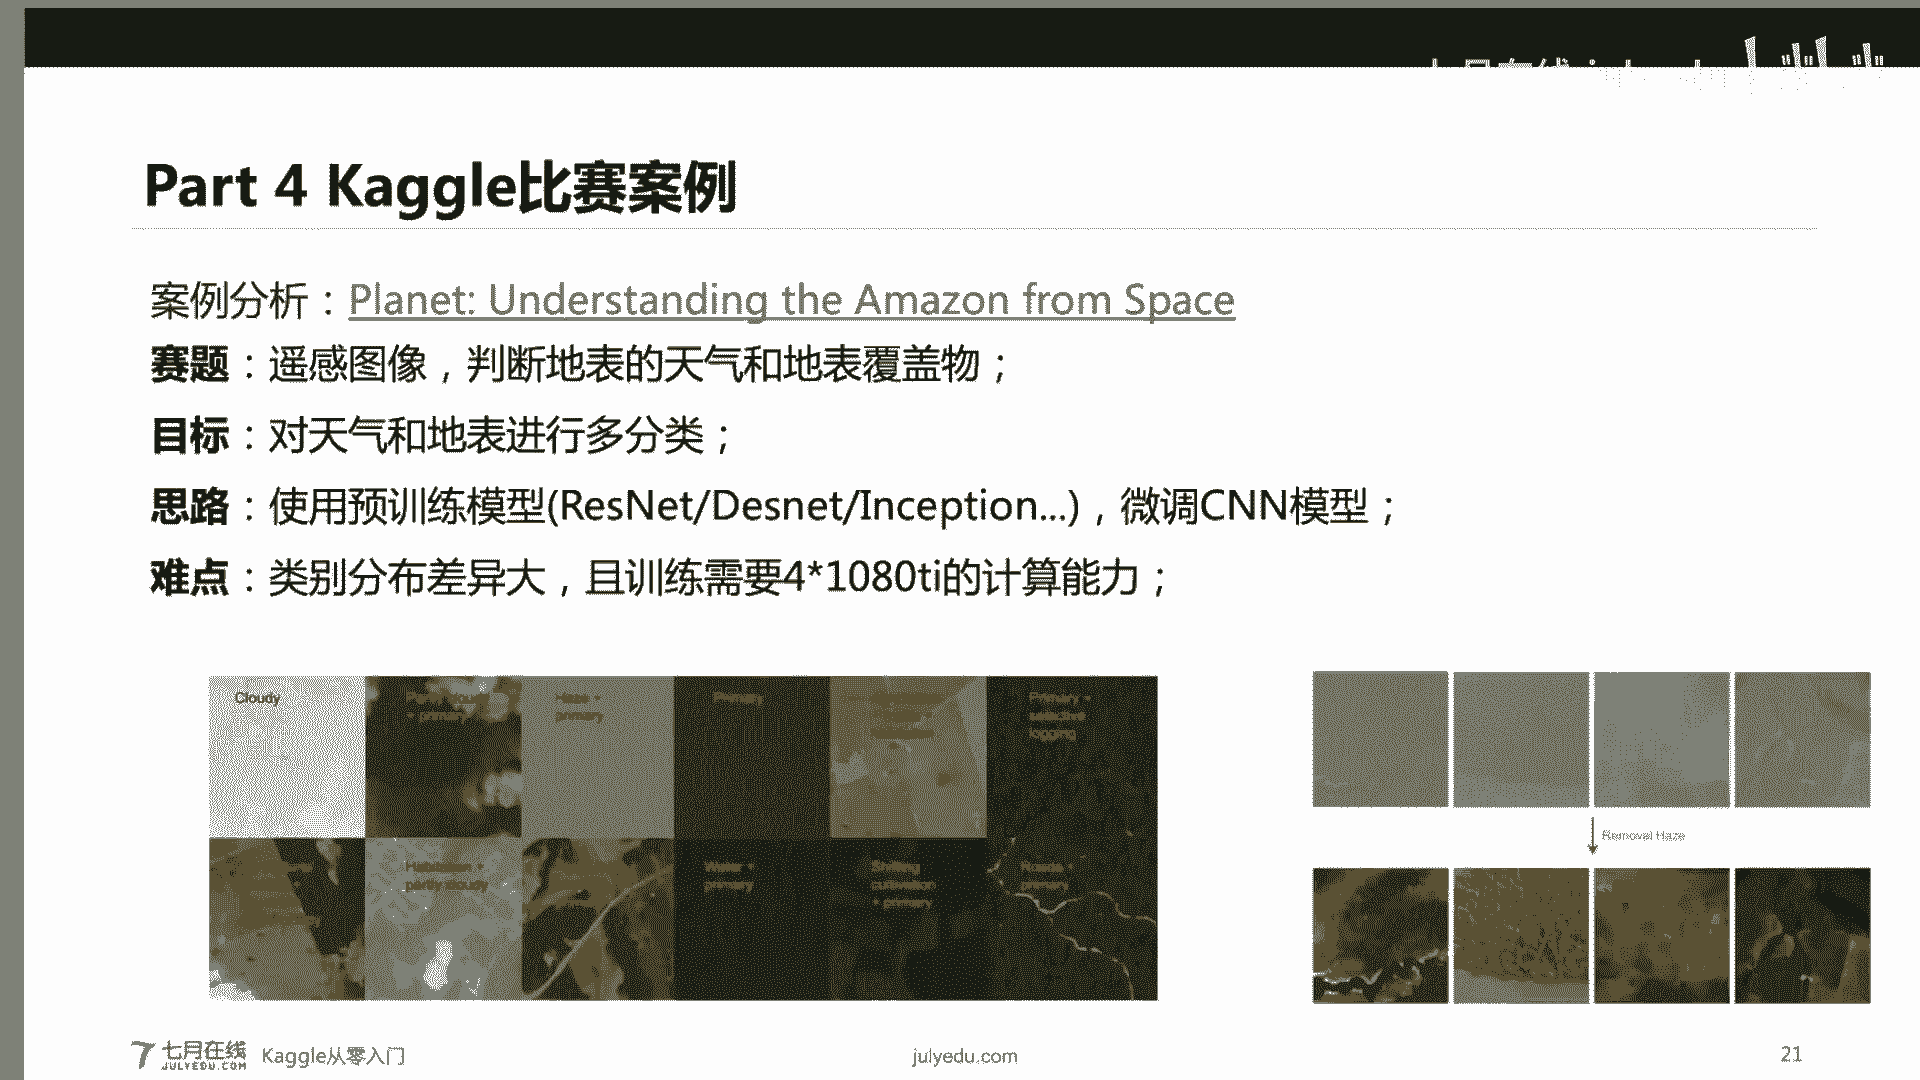 Part 4 Kaggle比赛案例
案例分析：Planet: Understanding the Amazon from Space
赛题：遥感图像，判断地表的天气和地表覆盖物；
目标：对天气和地表进行多分类；
思路：使用预训练模型(ResNet/Desnet/Inception...)，微调CNN模型；
难点：类别分布差异大，且训练需要4*1080ti的计算能力；
Cloudy
Haze +
primary
Primary
Primary +
selective
logging
Habitation +
partly cloudy
Water +
primary
Shifting
cultivation
+ primary
Roads +
primary
Removal Haze
七月在线
JULYEDU.COM
Kaggle从零入门
julyedu.com
21